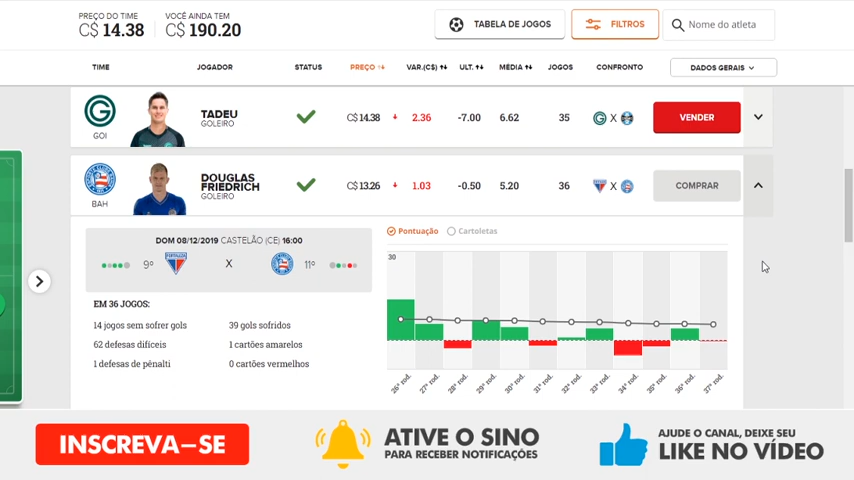 PREÇO DO TIME
C$ 14.38
VOCÊ AINDA TEM
C$ 190.20
TABELA DE JOGOS
FILTROS
Nome do atleta
TIME JOGADOR STATUS PREÇO VAR.(C$) ULT. MÉDIA JOGOS CONFRONTO DADOS GERAIS
GOI
TADEU
GOLEIRO
C$ 14.38 2.36 -7.00 6.62 35 X VENDER
BAH
DOUGLAS
FRIEDRICH
GOLEIRO
C$ 13.26 1.03 -0.50 5.20 36 X COMPRAR
DOM 08/12/2019 CASTELÃO (CE) 16:00
9º X 11º
EM 36 JOGOS:
14 jogos sem sofrer gols 39 gols sofridos
62 defesas difíceis 1 cartões amarelos
1 defesas de pênalti 0 cartões vermelhos
Pontuação Cartoletas
30
26ª rod. 27ª rod. 28ª rod. 29ª rod. 30ª rod. 31ª rod. 32ª rod. 33ª rod. 34ª rod. 35ª rod. 36ª rod. 37ª rod.
INSCREVA-SE
ATIVE O SINO
PARA RECEBER NOTIFICAÇÕES
AJUDE O CANAL, DEIXE SEU
LIKE NO VÍDEO